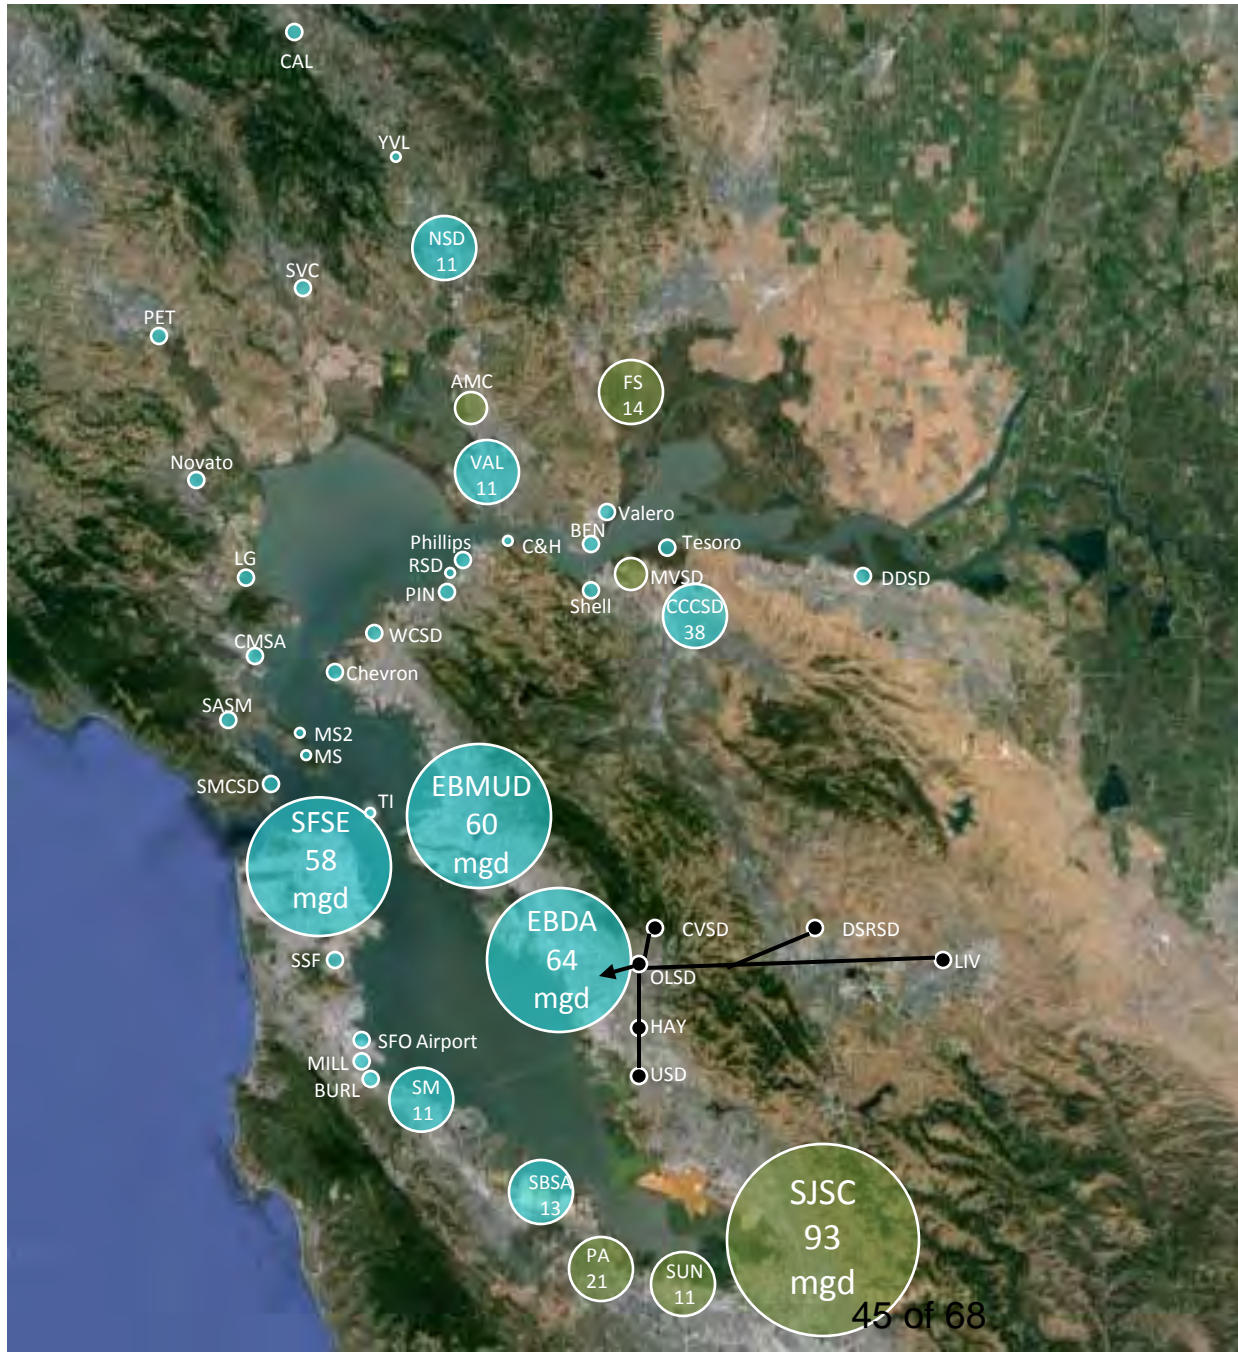 CAL
YVL
NSD
11
SVC
PET
AMC
FS
14
VAL
11
Novato
Valero
BEN
C&H
Phillips
Tesoro
RSD
LG
MVSD
DDSD
PIN
Shell
CCCSD
38
WCSD
CMSA
Chevron
SASM
MS2
MS
SMCSD
TI
EBMUD
60
mgd
SFSE
58
mgd
EBDA
64
mgd
CVSD
DSRSD
SSF
LIV
OLSD
HAY
SFO Airport
MILL
USD
BURL
SM
11
SBSA
13
SJSC
93
mgd
PA
21
SUN
11
45 of 68